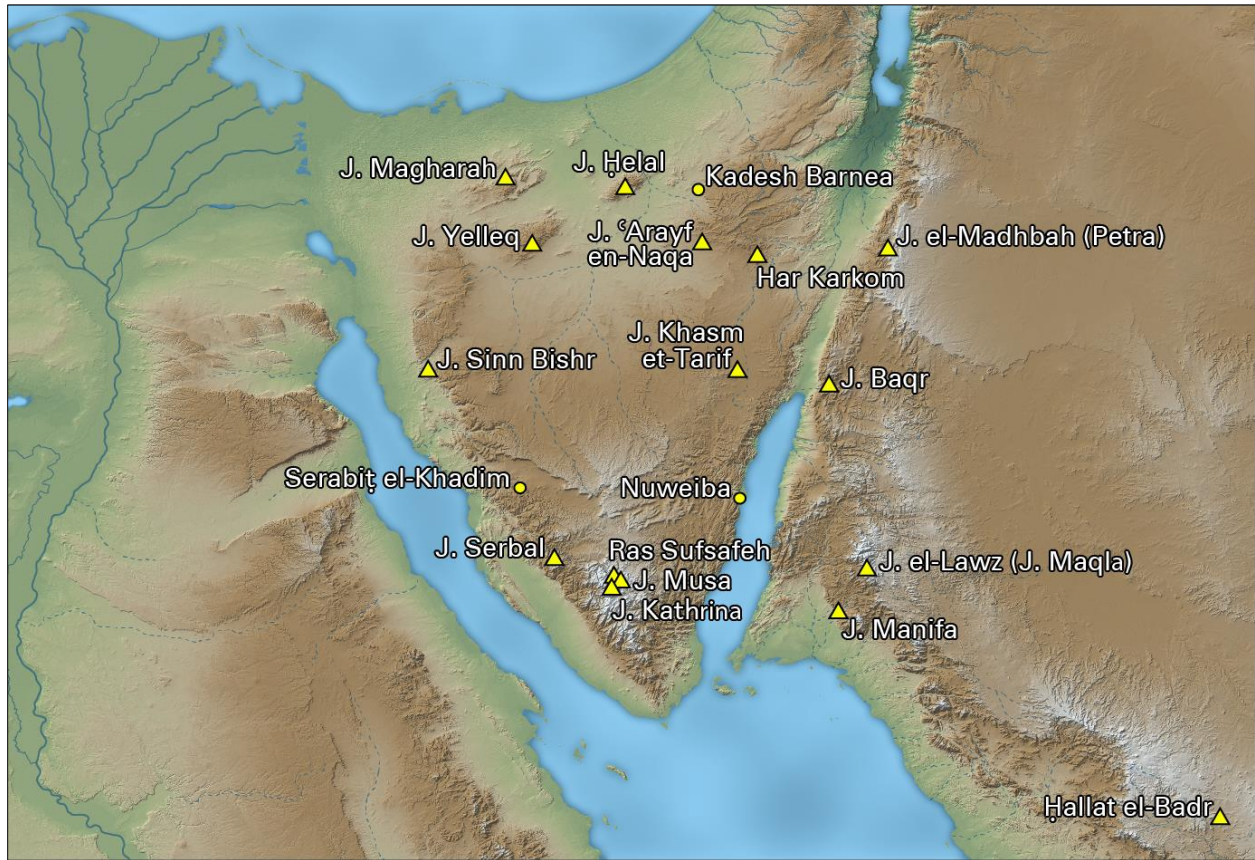 J. Magharah
J. Ḥelal
Kadesh Barnea
J. Yelleq
J. ʿArayf
en-Naqa
J. el-Madhbah (Petra)
Har Karkom
J. Khasm
et-Tarif
J. Sinn Bishr
J. Baqr
Serabiṭ el-Khadim
Nuweiba
J. Serbal
Ras Sufsafeh
J. Musa
J. Kathrina
J. el-Lawz (J. Maqla)
J. Manifa
Ḥallat el-Badr